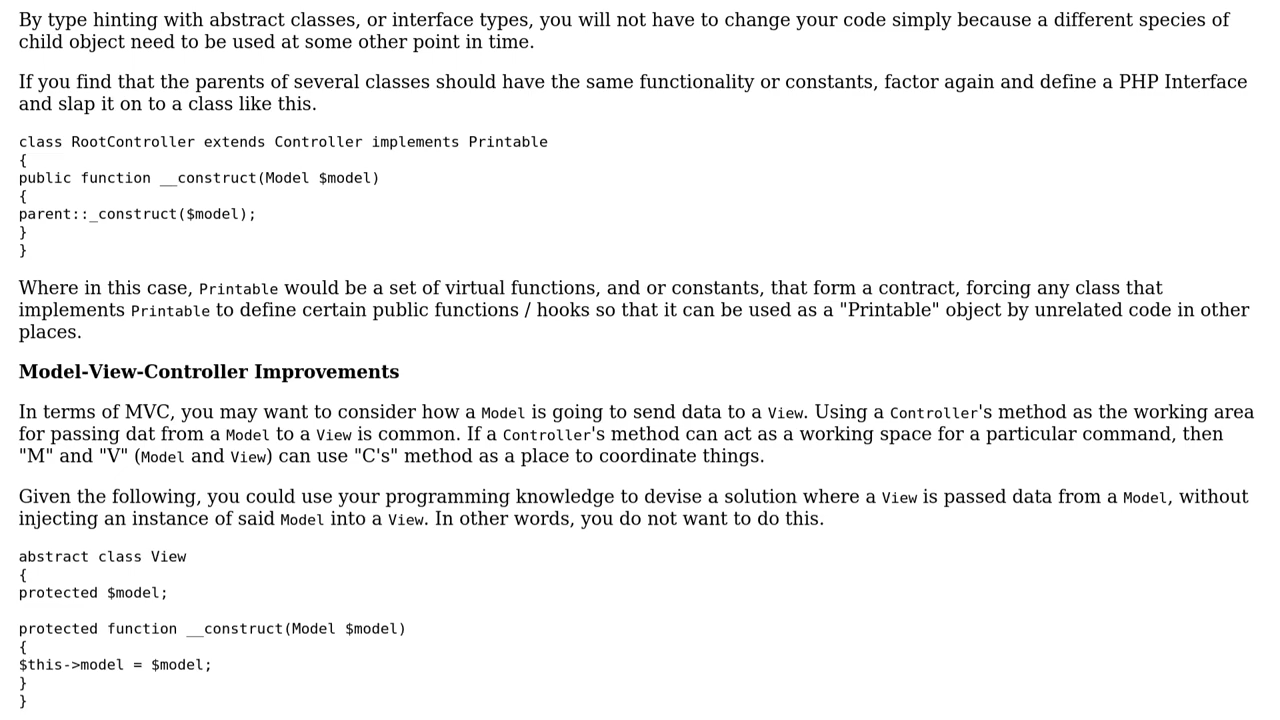 By type hinting with abstract classes, or interface types, you will not have to change your code simply because a different species of
child object need to be used at some other point in time.
If you find that the parents of several classes should have the same functionality or constants, factor again and define a PHP Interface
and slap it on to a class like this.
class RootController extends Controller implements Printable
{
public function __construct(Model $model)
{
parent::_construct($model);
}
}
Where in this case, Printable would be a set of virtual functions, and or constants, that form a contract, forcing any class that
implements Printable to define certain public functions / hooks so that it can be used as a "Printable" object by unrelated code in other
places.
Model-View-Controller Improvements
In terms of MVC, you may want to consider how a Model is going to send data to a View. Using a Controller's method as the working area
for passing dat from a Model to a View is common. If a Controller's method can act as a working space for a particular command, then
"M" and "V" (Model and View) can use "C's" method as a place to coordinate things.
Given the following, you could use your programming knowledge to devise a solution where a View is passed data from a Model, without
injecting an instance of said Model into a View. In other words, you do not want to do this.
abstract class View
{
protected $model;
protected function __construct(Model $model)
{
$this->model = $model;
}
}